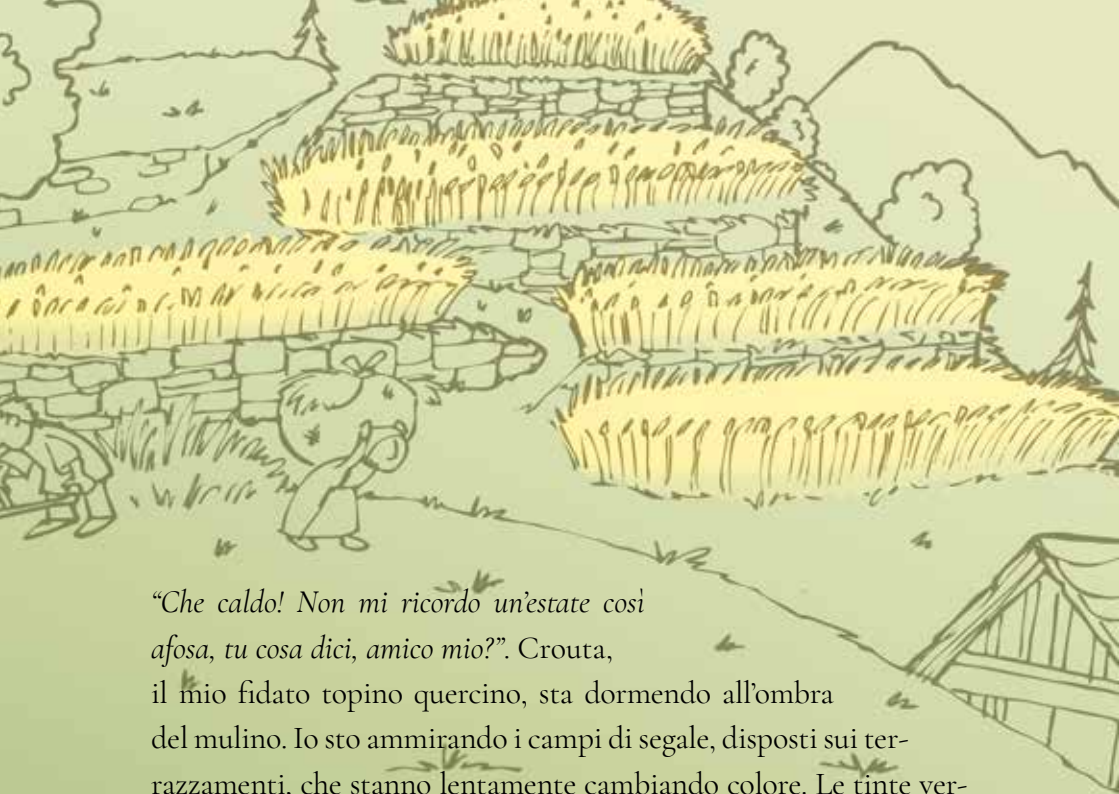 “Che caldo! Non mi ricordo un’estate così
afosa, tu cosa dici, amico mio?”. Crouta,
il mio fidato topino quercino, sta dormendo all’ombra
del mulino. Io sto ammirando i campi di segale, disposti sui ter-
razzamenti, che stanno lentamente cambiando colore. Le tinte ver-